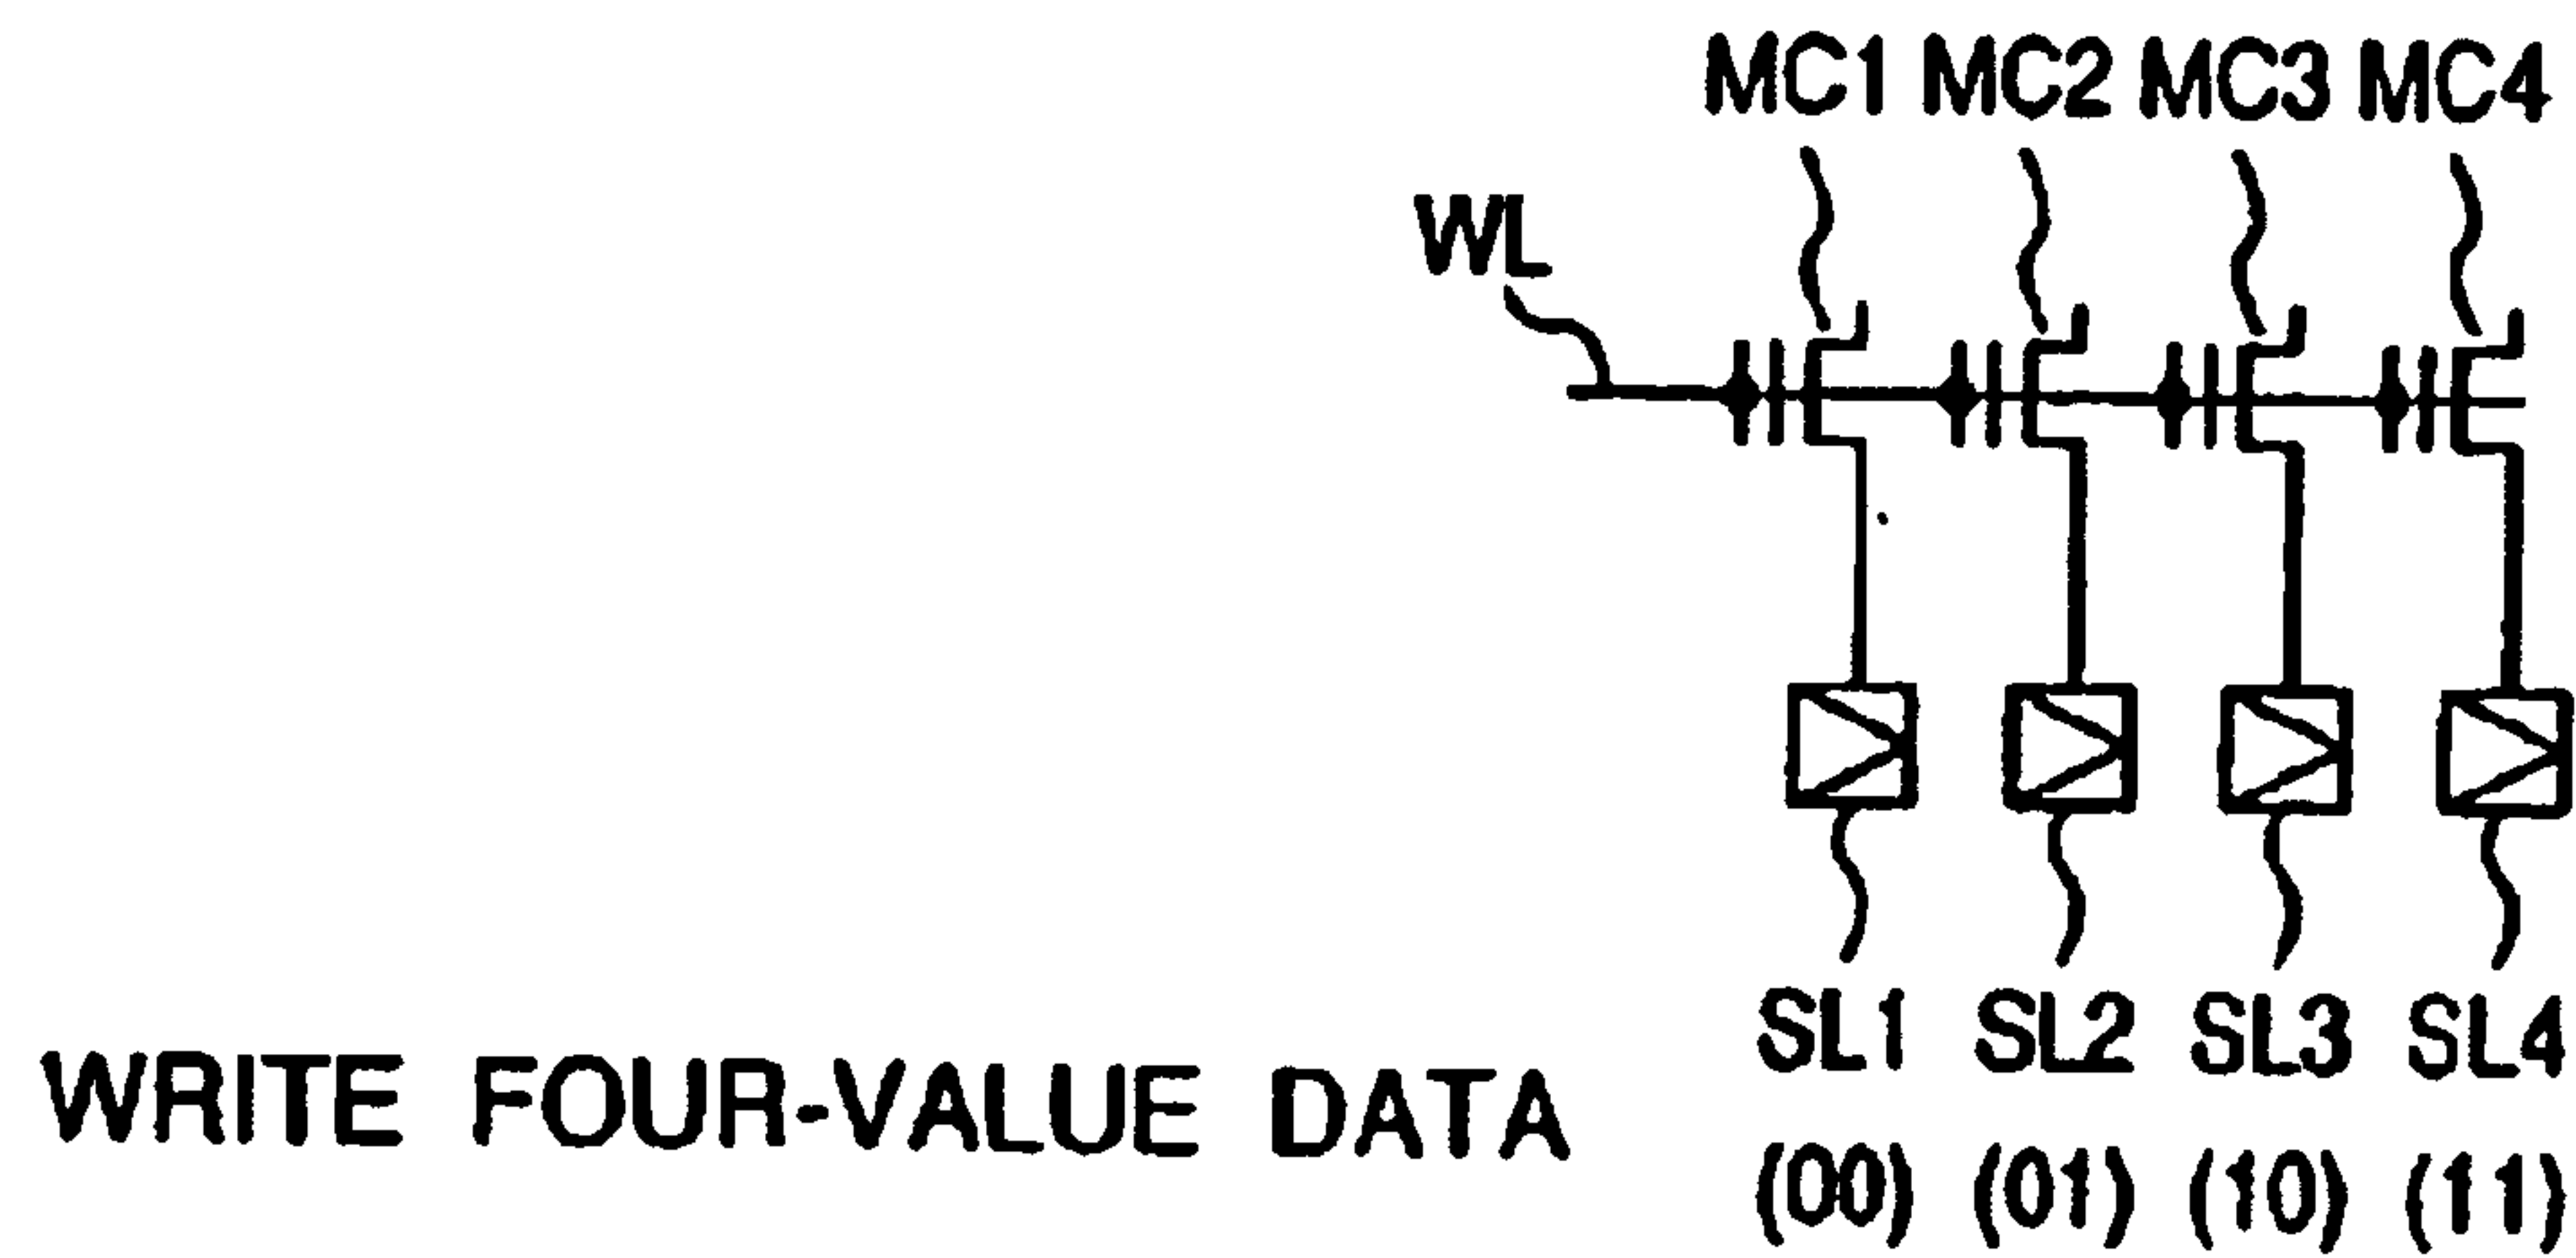 MC1 MC2 MC3 MC4
WL
SL1 SL2 SL3 SL4
WRITE FOUR-VALUE DATA
(00) (01) (10) (11)